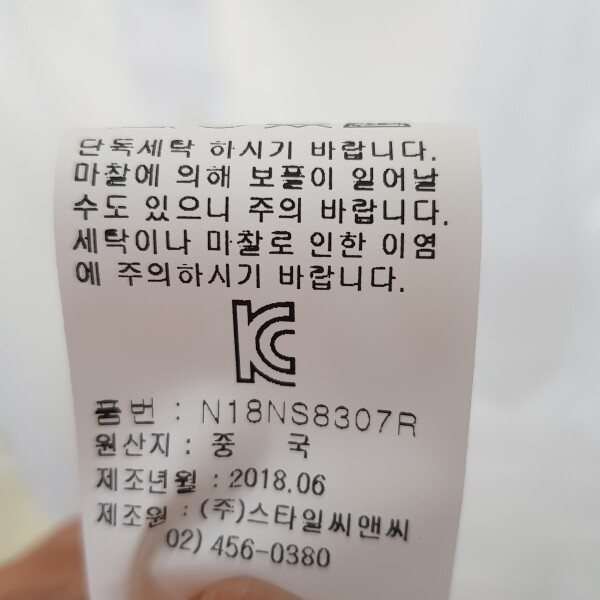 단독세탁 하시기 바랍니다.
마찰에 의해 보풀이 일어날
수도 있으니 주의 바랍니다.
세탁이나 마찰로 인한 이염
에 주의하시기 바랍니다.
KC
품번 : N18NS8307R
원산지 : 중 국
제조년월 : 2018.06
제조원 : (주)스타일씨앤씨
02) 456-0380